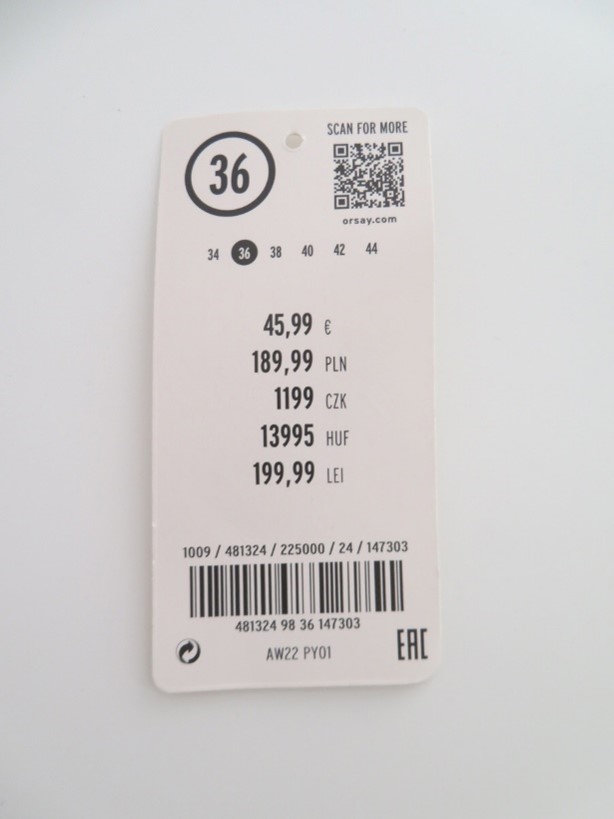 36
SCAN FOR MORE
orsay.com
34 36 38 40 42 44
45,99 €
189,99 PLN
1199 CZK
13995 HUF
199,99 LEI
1009 / 481324 / 225000 / 24 / 147303
481324 98 36 147303
AW22 PY01
EAC